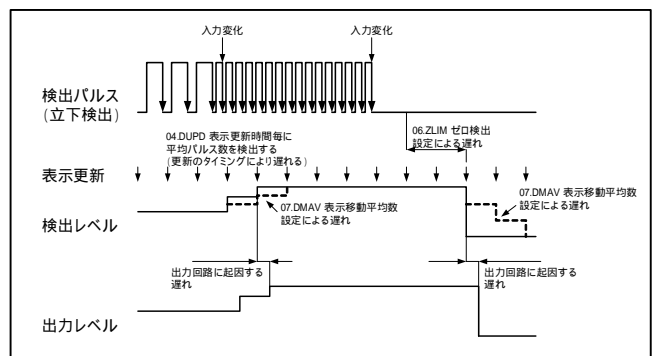 入力変化
入力変化
検出パルス
(立下検出)
04.DUPD 表示更新時間毎に
平均パルス数を検出する
(更新のタイミングにより遅れる)
06.ZLIM ゼロ検出
設定による遅れ
表示更新
07.DMAV 表示移動平均数
設定による遅れ
07.DMAV 表示移動平均数
設定による遅れ
検出レベル
出力回路に起因する
遅れ
出力回路に起因する
遅れ
出力レベル